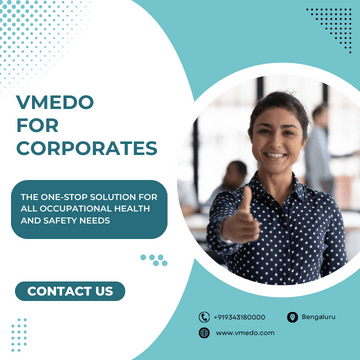 VMEDO
FOR
CORPORATES
THE ONE-STOP SOLUTION FOR
ALL OCCUPATIONAL HEALTH
AND SAFETY NEEDS
CONTACT US
+919343180000
Bengaluru
www.vmedo.com